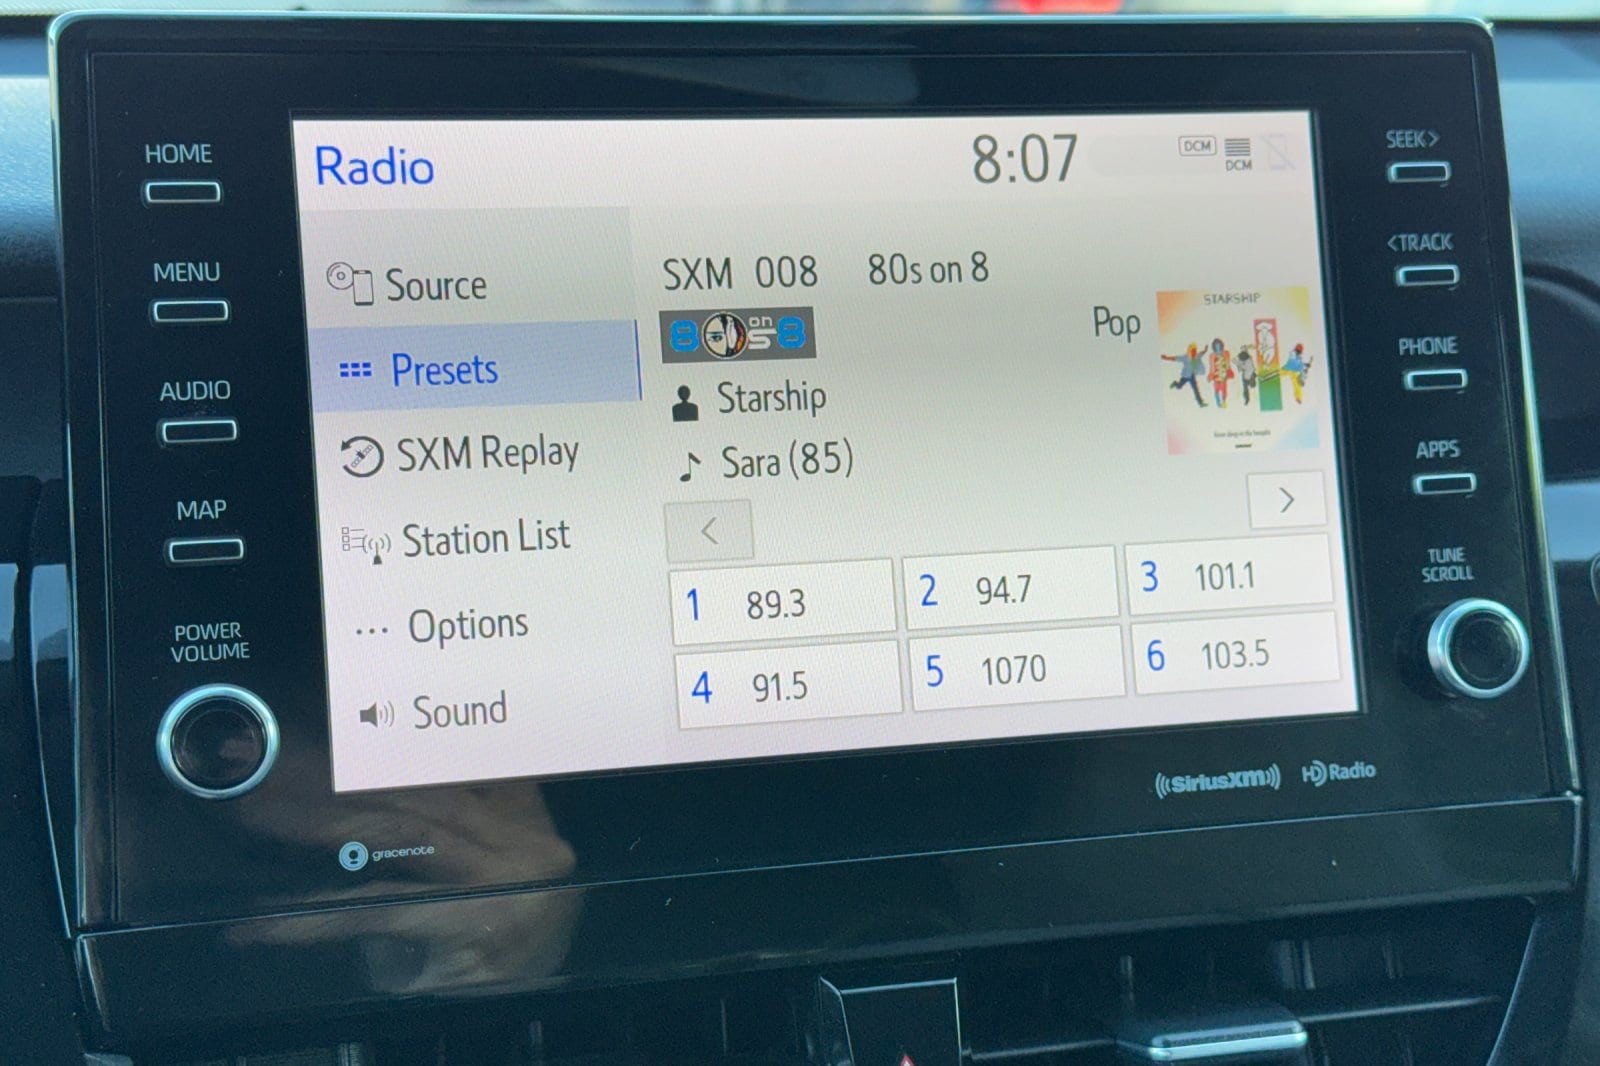 HOME
MENU
AUDIO
MAP
POWER
VOLUME
Radio
8:07
DCM
DCM
Source
Presets
SXM Replay
Station List
Options
Sound
SXM 008 80s on 8
8 on 8
s
Pop
STARSHIP
Starship
Sara (85)
<
>
1 89.3
2 94.7
3 101.1
4 91.5
5 1070
6 103.5
SEEK>
<TRACK
PHONE
APPS
TUNE
SCROLL
SiriusXM
HD Radio
gracenote